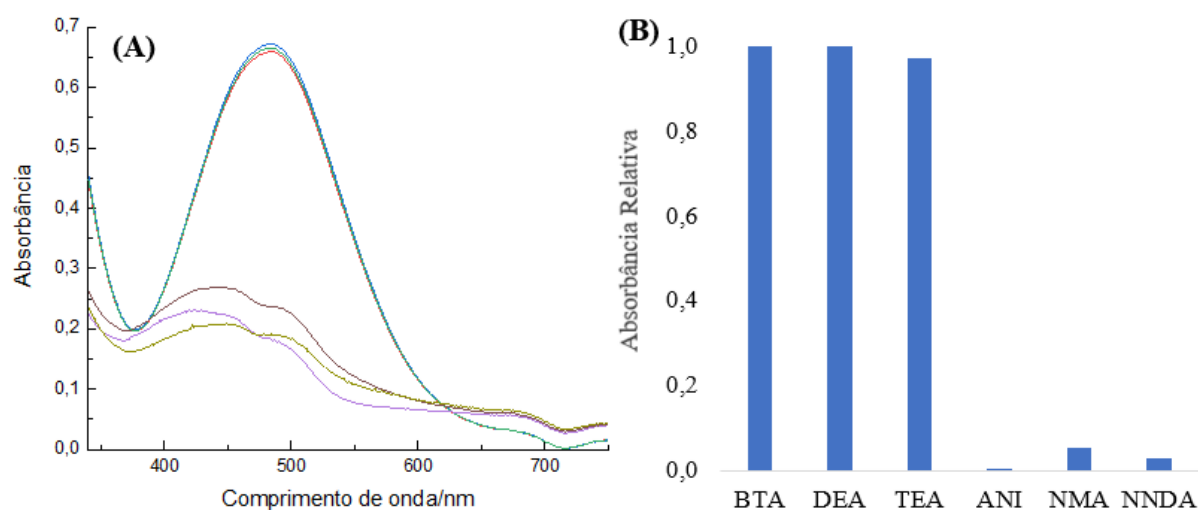 (A)
0,7
0,6
0,5
0,4
0,3
0,2
0,1
0,0
Absorbância
400 500 600 700
Comprimento de onda/nm
(B)
1,0
0,8
0,6
0,4
0,2
0,0
Absorbância Relativa
BTA DEA TEA ANI NMA NNDA